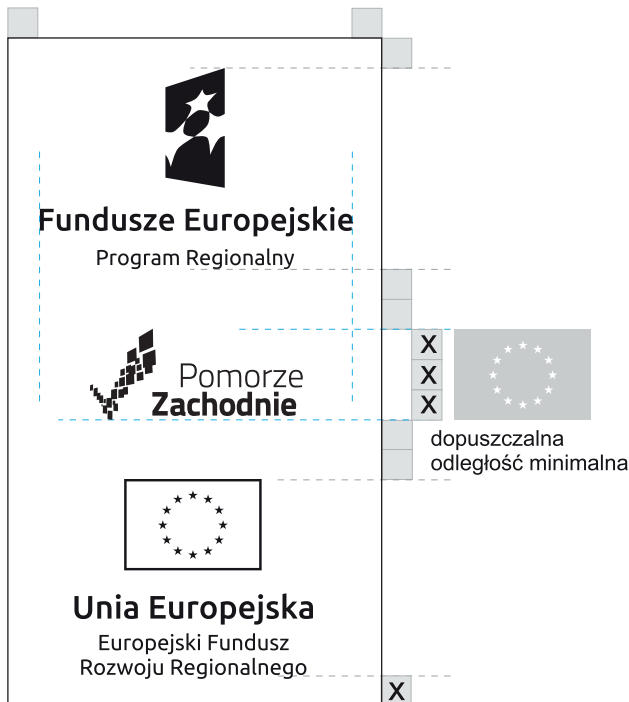 Fundusze Europejskie
Program Regionalny
Pomorze
Zachodnie
X
X
X
dopuszczalna
odległość minimalna
Unia Europejska
Europejski Fundusz
Rozwoju Regionalnego
X